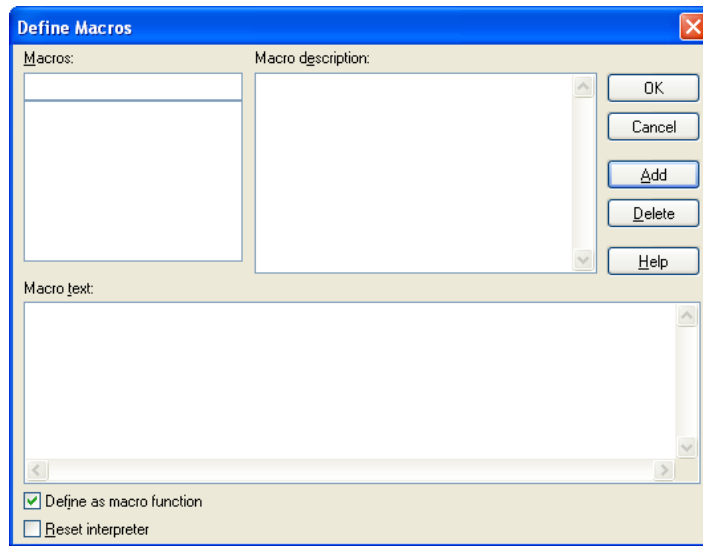 Define Macros
Macros:
Macro description:
OK
Cancel
Add
Delete
Help
Macro text:
Define as macro function
Reset interpreter